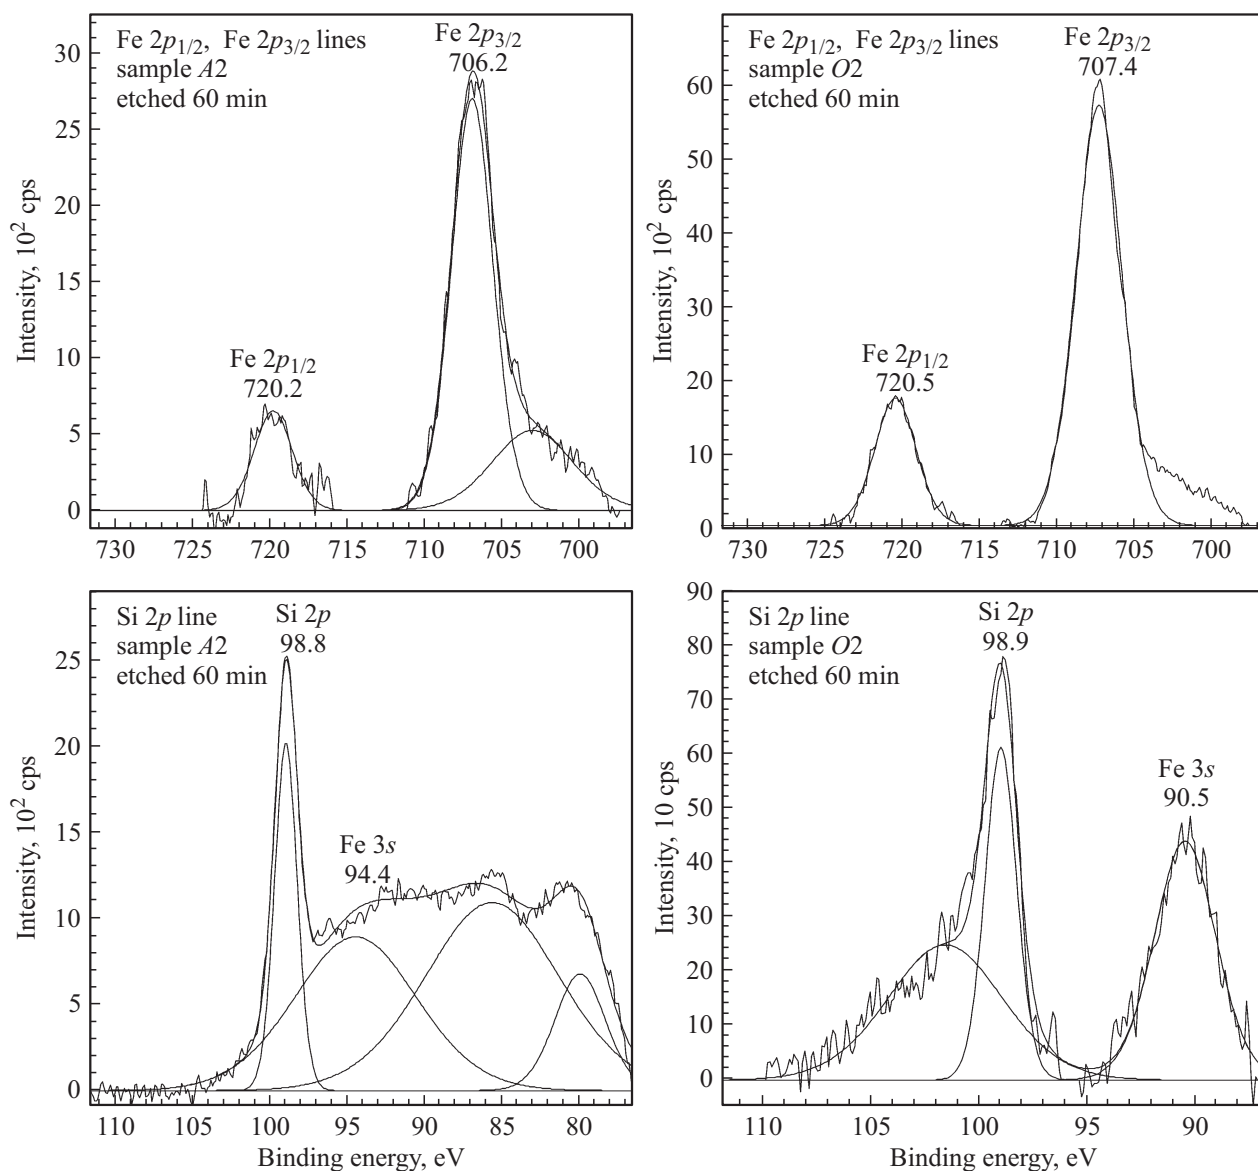 Fe 2p1/2, Fe 2p3/2 lines
sample A2
etched 60 min
Fe 2p3/2
706.2
Fe 2p1/2
720.2
Intensity, 10² cps
30
25
20
15
10
5
0
730 725 720 715 710 705 700
Fe 2p1/2, Fe 2p3/2 lines
sample O2
etched 60 min
Fe 2p3/2
707.4
Fe 2p1/2
720.5
Intensity, 10² cps
60
50
40
30
20
10
0
730 725 720 715 710 705 700
Si 2p line
sample A2
etched 60 min
Si 2p
98.8
Fe 3s
94.4
Intensity, 10² cps
25
20
15
10
5
0
110 105 100 95 90 85 80
Binding energy, eV
Si 2p line
sample O2
etched 60 min
Si 2p
98.9
Fe 3s
90.5
Intensity, 10 cps
90
80
70
60
50
40
30
20
10
0
110 105 100 95 90
Binding energy, eV